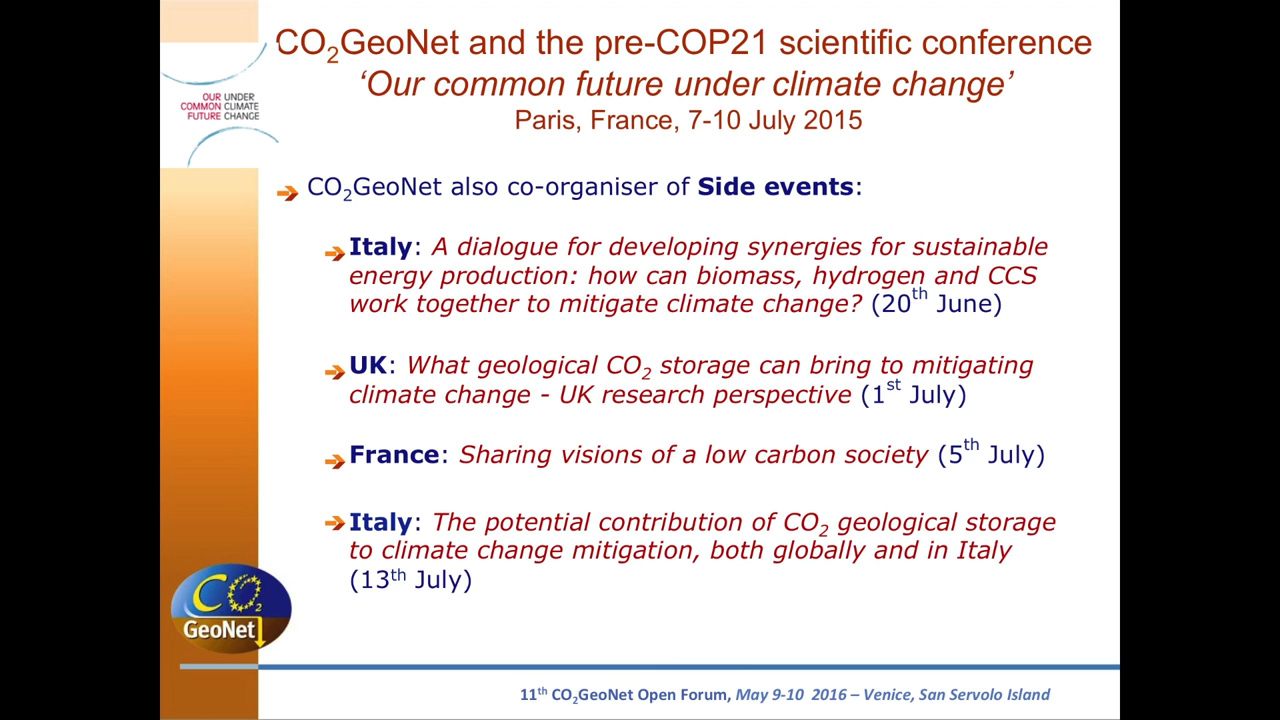 CO₂GeoNet and the pre-COP21 scientific conference
‘Our common future under climate change’
Paris, France, 7-10 July 2015
OUR UNDER
COMMON CLIMATE
FUTURE CHANGE
CO₂GeoNet also co-organiser of Side events:
Italy: A dialogue for developing synergies for sustainable
energy production: how can biomass, hydrogen and CCS
work together to mitigate climate change? (20th June)
UK: What geological CO₂ storage can bring to mitigating
climate change - UK research perspective (1st July)
France: Sharing visions of a low carbon society (5th July)
Italy: The potential contribution of CO₂ geological storage
to climate change mitigation, both globally and in Italy
(13th July)
CO₂
GeoNet
11th CO₂GeoNet Open Forum, May 9-10 2016 – Venice, San Servolo Island